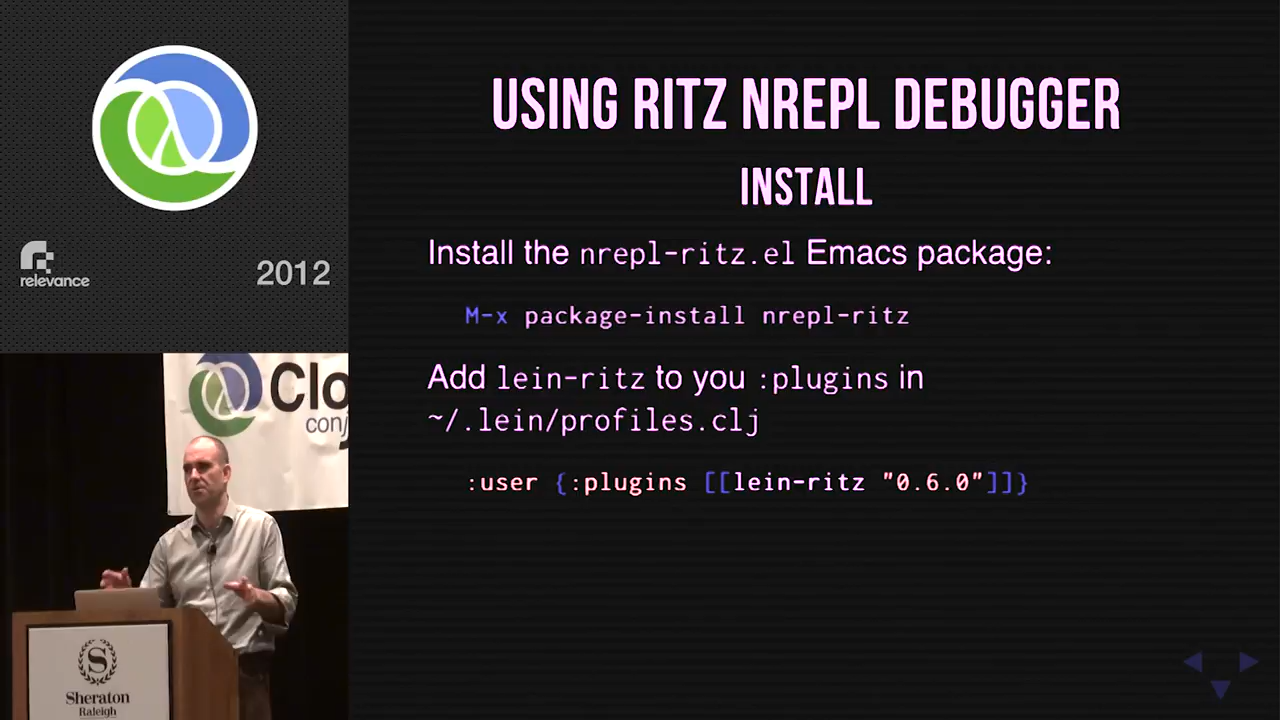 USING RITZ NREPL DEBUGGER
INSTALL
Install the nrepl-ritz.el Emacs package:
M-x package-install nrepl-ritz
Add lein-ritz to you :plugins in
~/.lein/profiles.clj
:user {:plugins [[lein-ritz "0.6.0"]]}
relevance
2012
Clo
conj
S
Sheraton
Raleigh